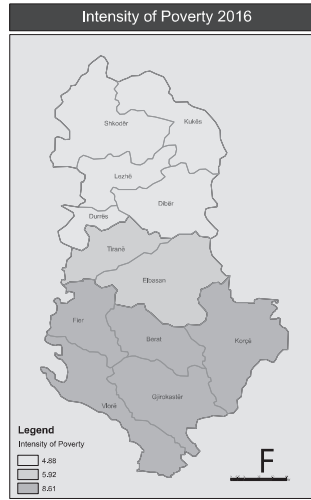 Intensity of Poverty 2016
Shkodër
Kukës
Lezhë
Dibër
Durrës
Tiranë
Elbasan
Fier
Berat
Korçë
Gjirokastër
Vlorë
Legend
Intensity of Poverty
4.88
5.92
8.61
F